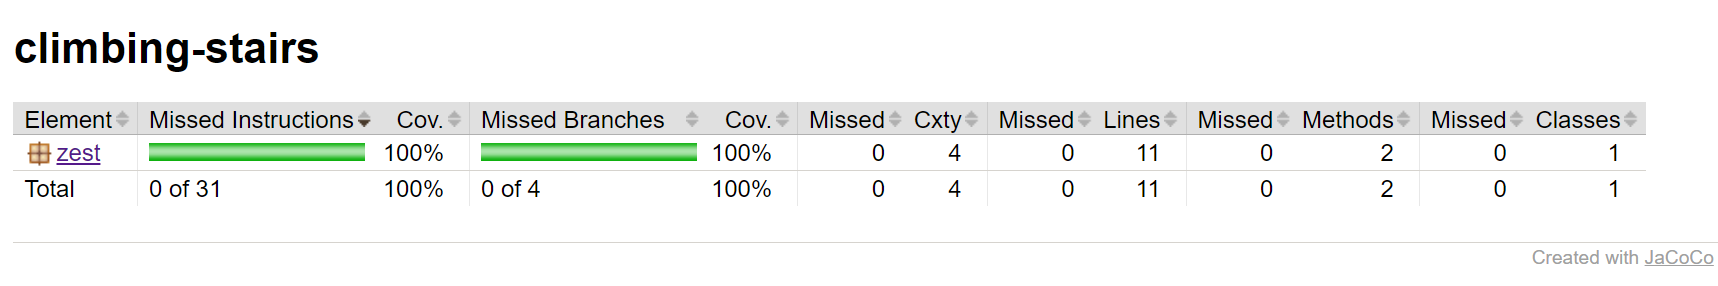 climbing-stairs
Element Missed Instructions Cov. Missed Branches Cov. Missed Cxty Missed Lines Missed Methods Missed Classes
zest 100% 100% 0 4 0 11 0 2 0 1
Total 0 of 31 100% 0 of 4 100% 0 4 0 11 0 2 0 1
Created with JaCoCo